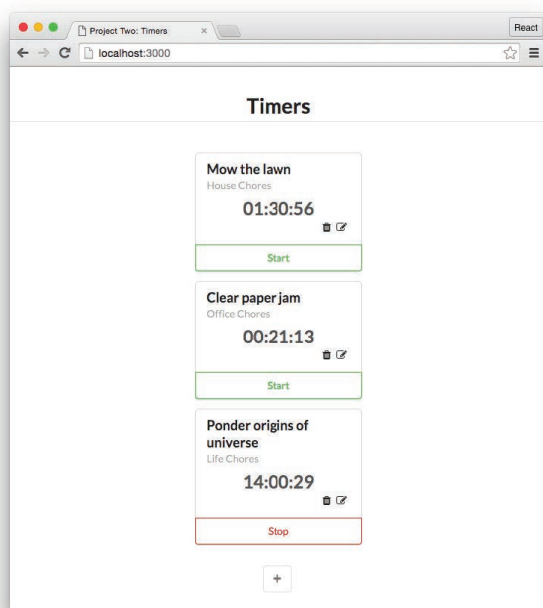 Project Two: Timers
React
localhost:3000
Timers
Mow the lawn
House Chores
01:30:56
Start
Clear paper jam
Office Chores
00:21:13
Start
Ponder origins of
universe
Life Chores
14:00:29
Stop
+